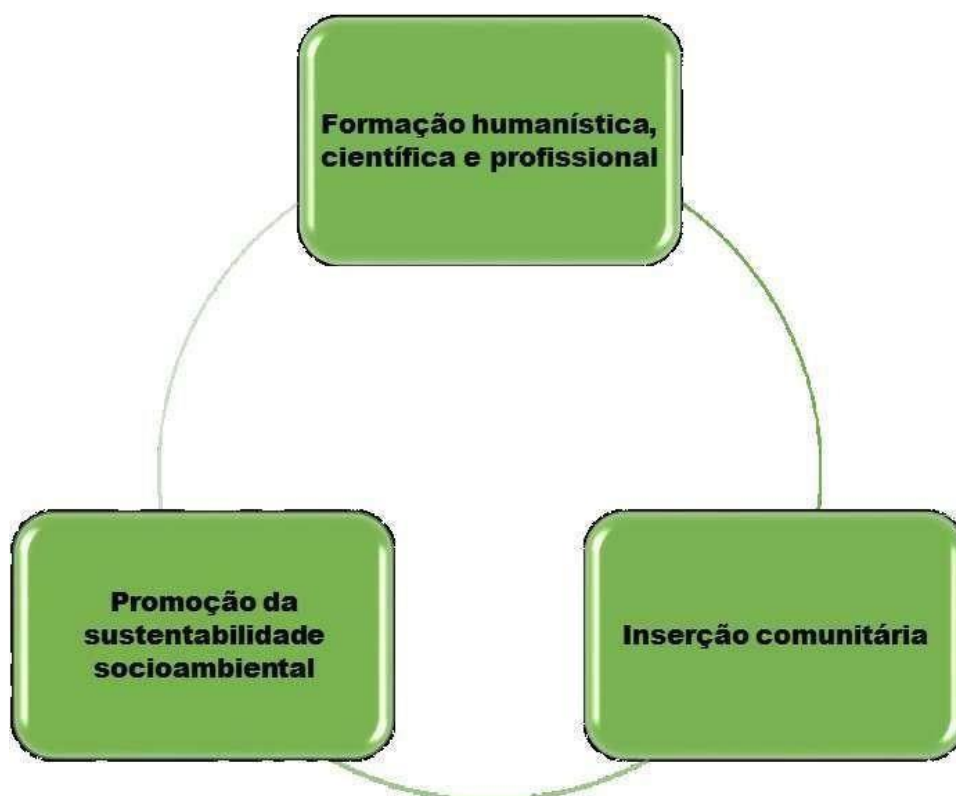 Formação humanística,
científica e profissional
Promoção da
sustentabilidade
socioambiental
Inserção comunitária